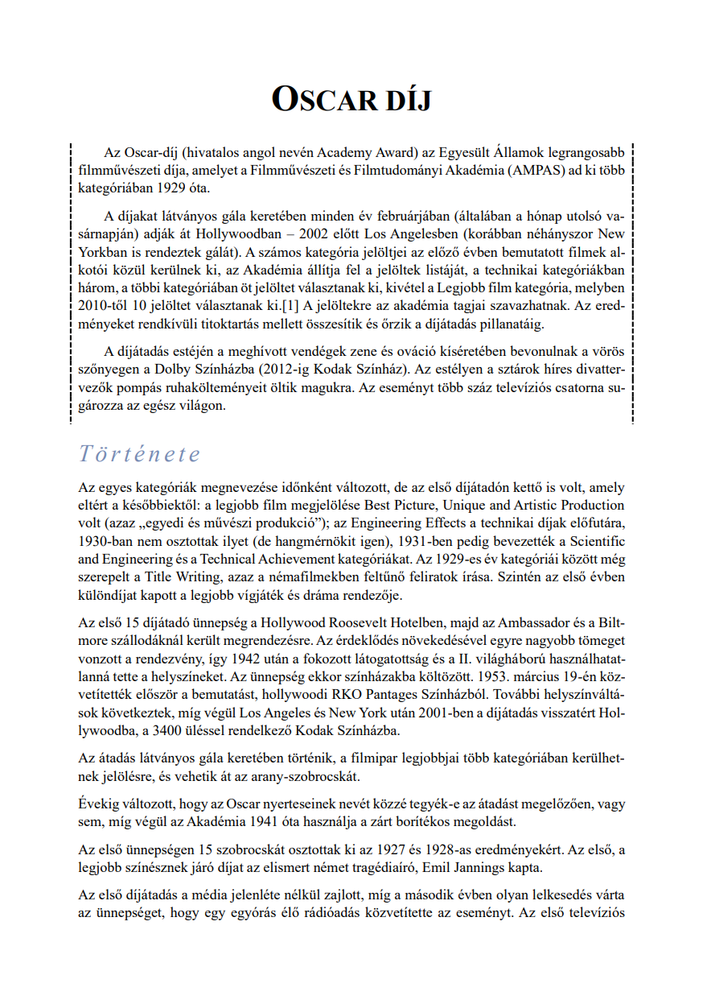 OSCAR DÍJ
Az Oscar-díj (hivatalos angol nevén Academy Award) az Egyesült Államok legrangosabb
filmművészeti díja, amelyet a Filmművészeti és Filmtudományi Akadémia (AMPAS) ad ki több
kategóriában 1929 óta.
A díjakat látványos gála keretében minden év februárjában (általában a hónap utolsó va-
sárnapján) adják át Hollywoodban – 2002 előtt Los Angelesben (korábban néhányszor New
Yorkban is rendeztek gálát). A számos kategória jelöltjei az előző évben bemutatott filmek al-
kotói közül kerülnek ki, az Akadémia állítja fel a jelöltek listáját, a technikai kategóriákban
három, a többi kategóriában öt jelöltet választanak ki, kivétel a Legjobb film kategória, melyben
2010-től 10 jelöltet választanak ki.[1] A jelöltekre az akadémia tagjai szavazhatnak. Az ered-
ményeket rendkívüli titoktartás mellett összesítik és őrzik a díjátadás pillanatáig.
A díjátadás estéjén a meghívott vendégek zene és ováció kíséretében bevonulnak a vörös
szőnyegen a Dolby Színházba (2012-ig Kodak Színház). Az estélyen a sztárok híres divatter-
vezők pompás ruhakölteményeit öltik magukra. Az eseményt több száz televíziós csatorna su-
gározza az egész világon.
Története
Az egyes kategóriák megnevezése időnként változott, de az első díjátadón kettő is volt, amely
eltért a későbbiektől: a legjobb film megjelölése Best Picture, Unique and Artistic Production
volt (azaz „egyedi és művészi produkció”); az Engineering Effects a technikai díjak előfutára,
1930-ban nem osztottak ilyet (de hangmérnökit igen), 1931-ben pedig bevezették a Scientific
and Engineering és a Technical Achievement kategóriákat. Az 1929-es év kategóriái között még
szerepelt a Title Writing, azaz a némafilmekben feltűnő feliratok írása. Szintén az első évben
különdíjat kapott a legjobb vígjáték és dráma rendezője.
Az első 15 díjátadó ünnepség a Hollywood Roosevelt Hotelben, majd az Ambassador és a Bilt-
more szállodáknál került megrendezésre. Az érdeklődés növekedésével egyre nagyobb tömeget
vonzott a rendezvény, így 1942 után a fokozott látogatottság és a II. világháború használhatat-
lanná tette a helyszíneket. Az ünnepség ekkor színházakba költözött. 1953. március 19-én köz-
vetítették először a bemutatást, hollywoodi RKO Pantages Színházból. További helyszínváltá-
sok következtek, míg végül Los Angeles és New York után 2001-ben a díjátadás visszatért Hol-
lywoodba, a 3400 üléssel rendelkező Kodak Színházba.
Az átadás látványos gála keretében történik, a filmipar legjobbjai több kategóriában kerülhet-
nek jelölésre, és vehetik át az arany-szobrocskát.
Évekig változott, hogy az Oscar nyerteseinek nevét közzé tegyék-e az átadást megelőzően, vagy
sem, míg végül az Akadémia 1941 óta használja a zárt borítékos megoldást.
Az első ünnepségen 15 szobrocskát osztottak ki az 1927 és 1928-as eredményekért. Az első, a
legjobb színésznek járó díjat az elismert német tragédiaíró, Emil Jannings kapta.
Az első díjátadás a média jelenléte nélkül zajlott, míg a második évben olyan lelkesedés várta
az ünnepséget, hogy egy egyórás élő rádióadás közvetítette az eseményt. Az első televíziós